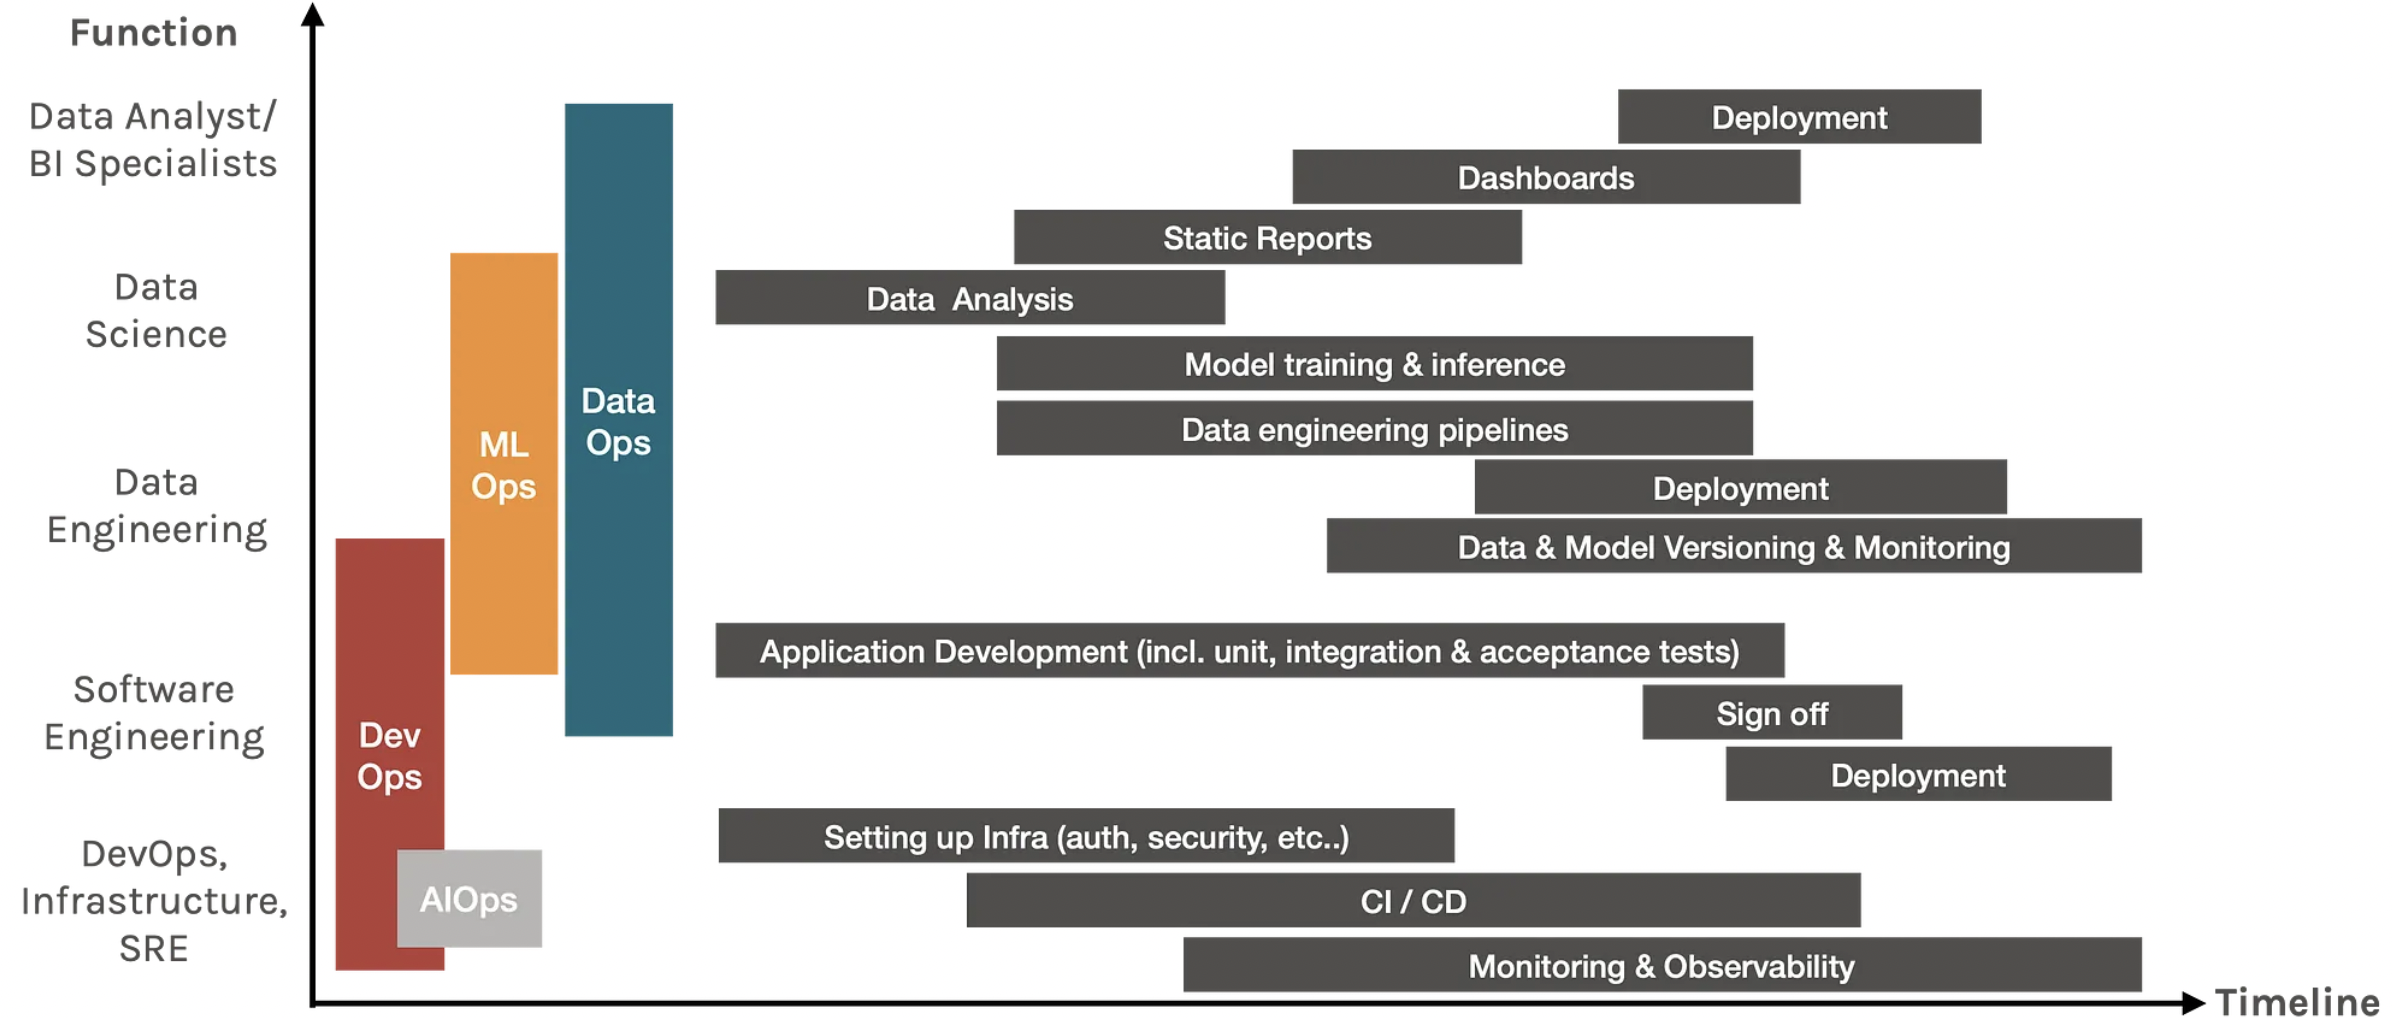 Function
Data Analyst/
BI Specialists
Data
Science
Data
Engineering
Software
Engineering
DevOps,
Infrastructure,
SRE
Dev
Ops
AIOps
ML
Ops
Data
Ops
Deployment
Dashboards
Static Reports
Data  Analysis
Model training & inference
Data engineering pipelines
Deployment
Data & Model Versioning & Monitoring
Application Development (incl. unit, integration & acceptance tests)
Sign off
Deployment
Setting up Infra (auth, security, etc..)
CI / CD
Monitoring & Observability
Timeline